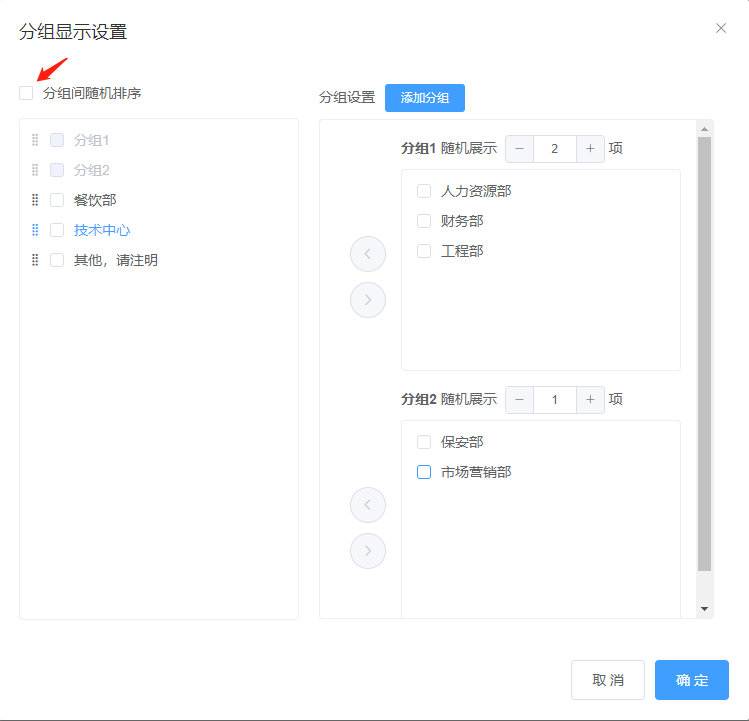 分组显示设置
分组间随机排序
分组1
分组2
餐饮部
技术中心
其他，请注明
分组设置 添加分组
分组1 随机展示 2 项
人力资源部
财务部
工程部
分组2 随机展示 1 项
保安部
市场营销部
取 消 确 定